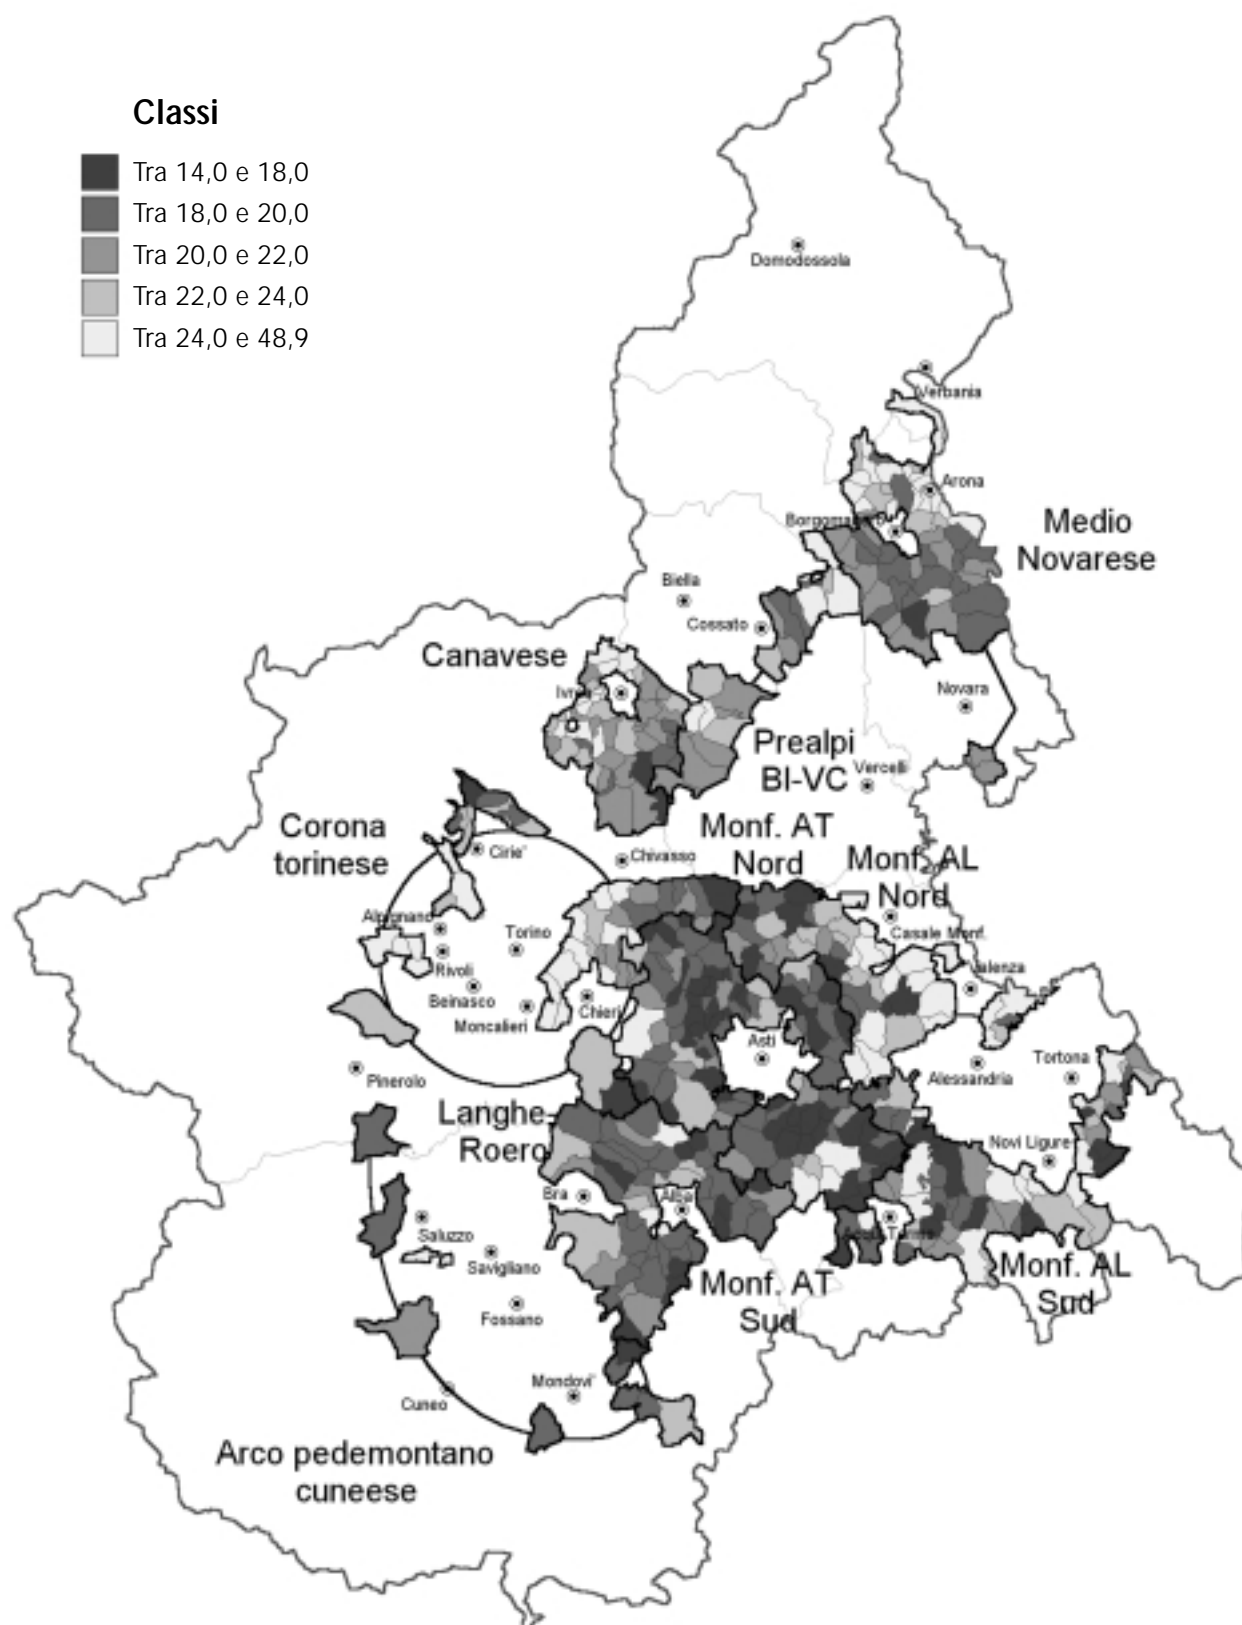 Classi
Tra 14,0 e 18,0
Tra 18,0 e 20,0
Tra 20,0 e 22,0
Tra 22,0 e 24,0
Tra 24,0 e 48,9
Domodossola
Verbania
Arona
Medio
Novarese
Biella
Cossato
Canavese
Novara
Prealpi
BI-VC
Vercelli
Corona
torinese
Cirie'
Chivasso
Monf. AT
Nord
Monf. AL
Nord
Casale Monf.
Alpignano
Torino
Rivoli
Beinasco
Moncalieri
Chieri
Valenza
Asti
Pinerolo
Alessandria
Tortona
Langhe-
Roero
Novi Ligure
Bra
Alba
Saluzzo
Savigliano
Fossano
Monf. AT
Sud
Monf. AL
Sud
Mondovi'
Cuneo
Arco pedemontano
cuneese